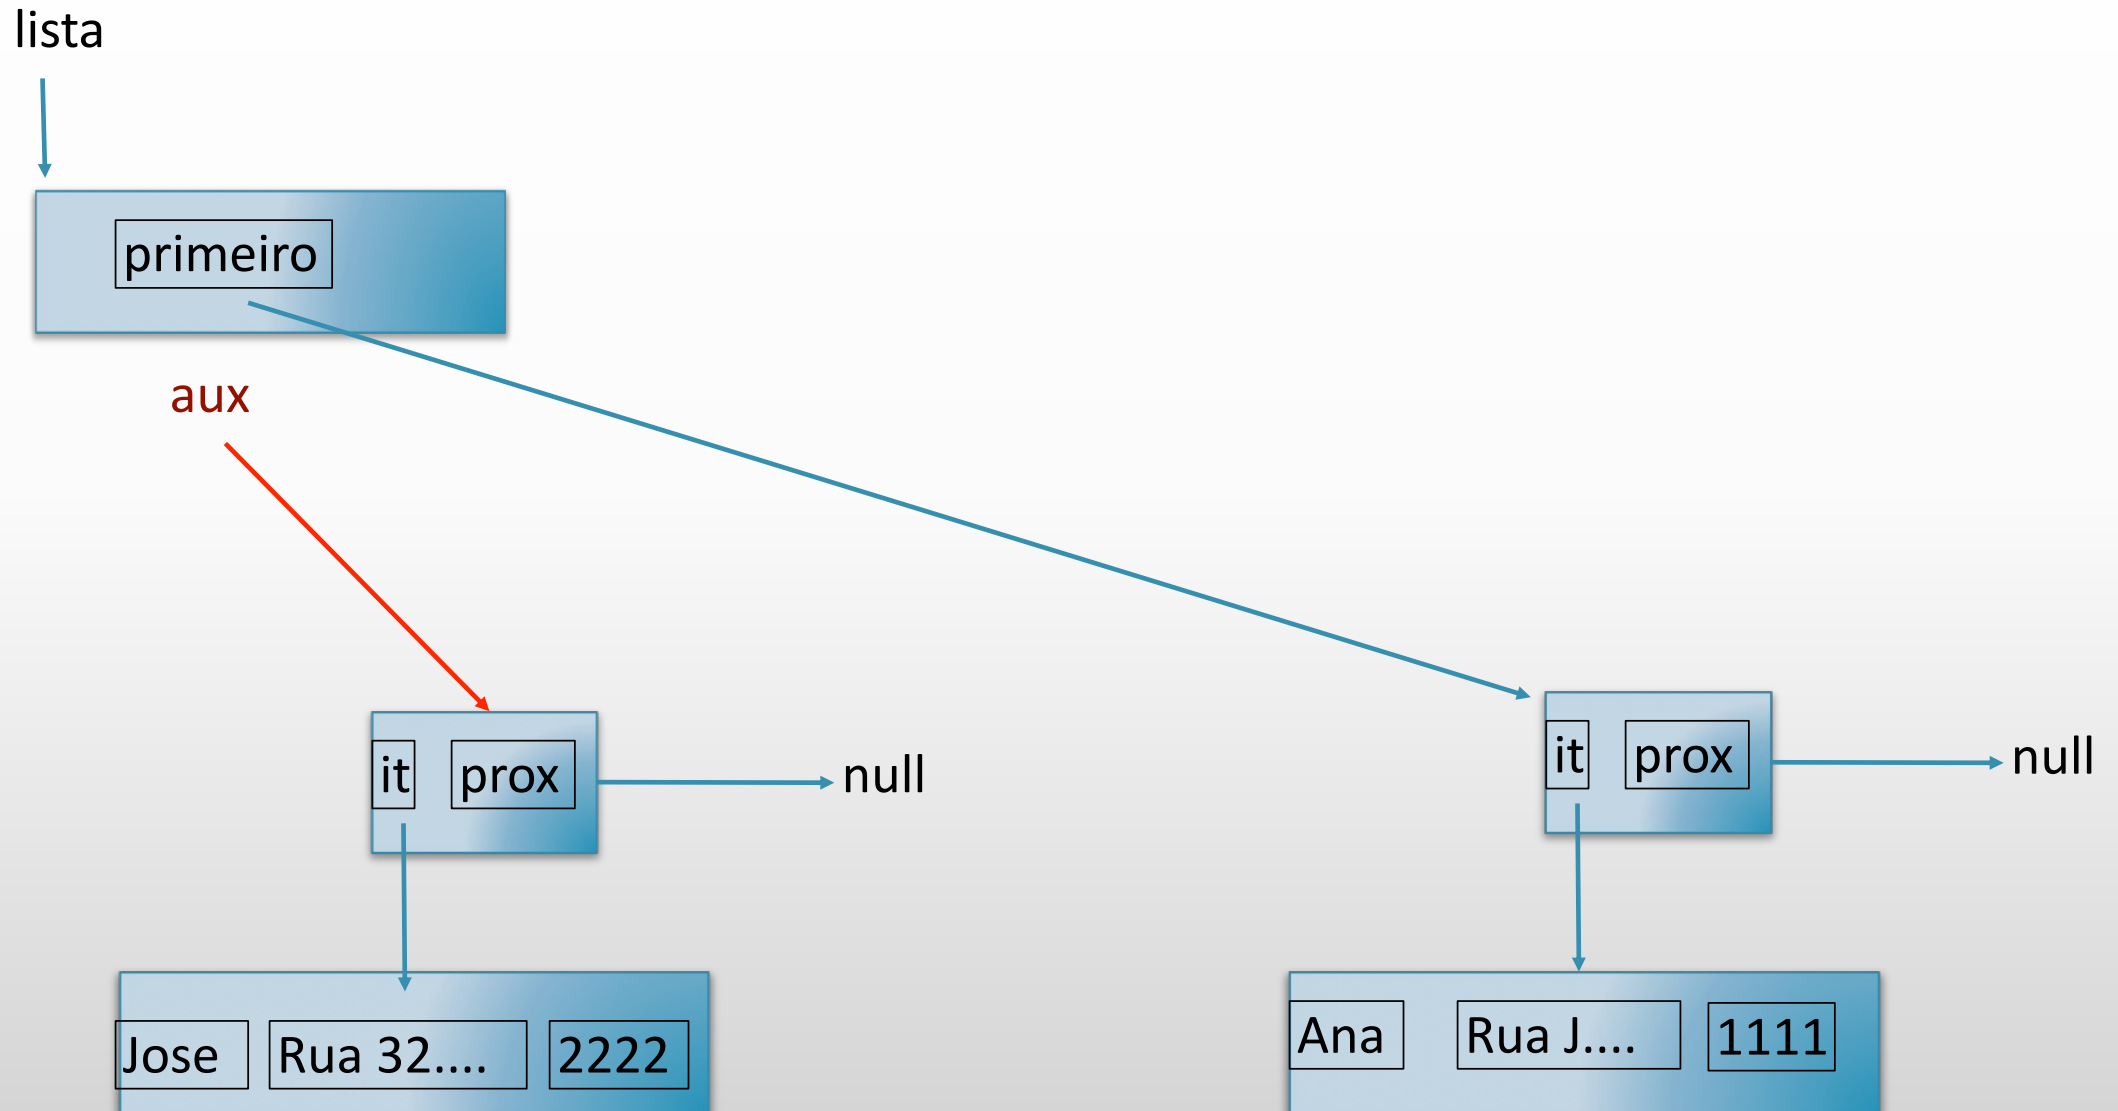 lista
primeiro
aux
it prox null
it prox null
Jose Rua 32.... 2222
Ana Rua J.... 1111